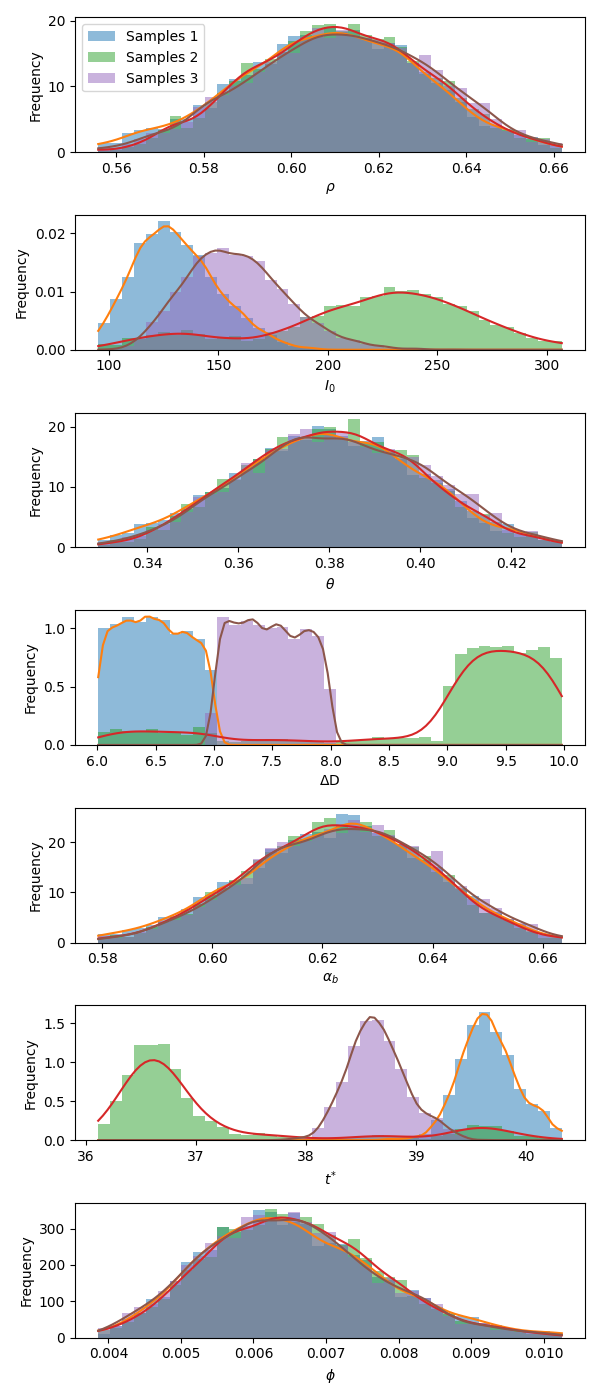 20
10
0
Frequency
Samples 1
Samples 2
Samples 3
0.56 0.58 0.60 0.62 0.64 0.66
ρ
0.02
0.01
0.00
Frequency
100 150 200 250 300
I₀
20
10
0
Frequency
0.34 0.36 0.38 0.40 0.42
θ
1.0
0.5
0.0
Frequency
6.0 6.5 7.0 7.5 8.0 8.5 9.0 9.5 10.0
ΔD
20
10
0
Frequency
0.58 0.60 0.62 0.64 0.66
α_b
1.5
1.0
0.5
0.0
Frequency
36 37 38 39 40
t*
300
200
100
0
Frequency
0.004 0.005 0.006 0.007 0.008 0.009 0.010
ϕ